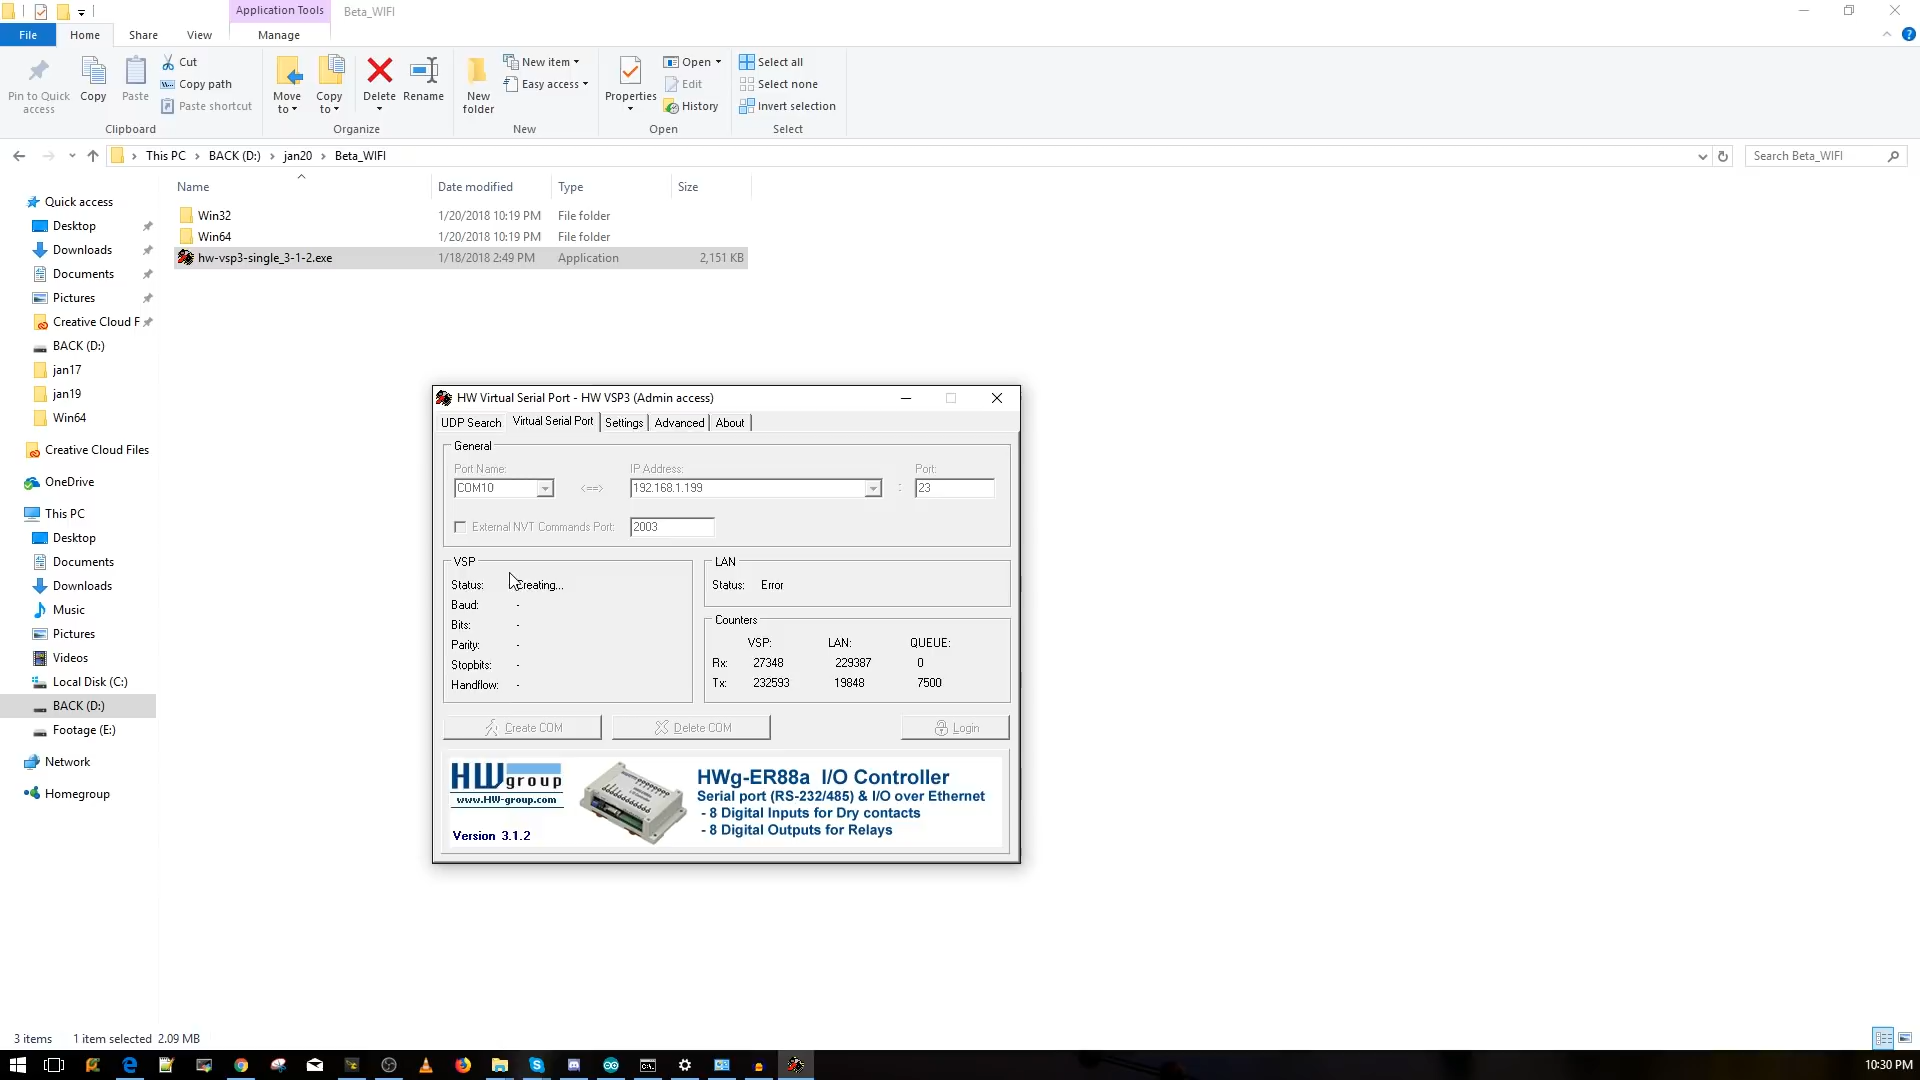 Application Tools
Beta_WIFI
File
Home
Share
View
Manage
Pin to Quick access
Copy
Paste
Cut
Copy path
Paste shortcut
Clipboard
Move to
Copy to
Delete
Rename
Organize
New folder
New item
Easy access
New
Properties
Open
Edit
History
Open
Select all
Select none
Invert selection
Select
This PC
BACK (D:)
jan20
Beta_WIFI
Search Beta_WIFI
Name
Date modified
Type
Size
Win32
1/20/2018 10:19 PM
File folder
Win64
1/20/2018 10:19 PM
File folder
hw-vsp3-single_3-1-2.exe
1/18/2018 2:49 PM
Application
2,151 KB
Quick access
Desktop
Downloads
Documents
Pictures
Creative Cloud F
BACK (D:)
jan17
jan19
Win64
Creative Cloud Files
OneDrive
This PC
Desktop
Documents
Downloads
Music
Pictures
Videos
Local Disk (C:)
BACK (D:)
Footage (E:)
Network
Homegroup
HW Virtual Serial Port - HW VSP3 (Admin access)
UDP Search
Virtual Serial Port
Settings
Advanced
About
General
Port Name:
IP Address:
Port:
COM10
<==>
192.168.1.199
:
23
External NVT Commands Port:
2003
VSP
Status: Creating...
Baud: -
Bits: -
Parity: -
Stopbits: -
Handflow: -
LAN
Status: Error
Counters
VSP: LAN: QUEUE:
Rx: 27348 229387 0
Tx: 232593 19848 7500
Create COM
Delete COM
Login
HWgroup
www.HW-group.com
Version 3.1.2
HWg-ER88a I/O Controller
Serial port (RS-232/485) & I/O over Ethernet
- 8 Digital Inputs for Dry contacts
- 8 Digital Outputs for Relays
3 items
1 item selected 2.09 MB
10:30 PM